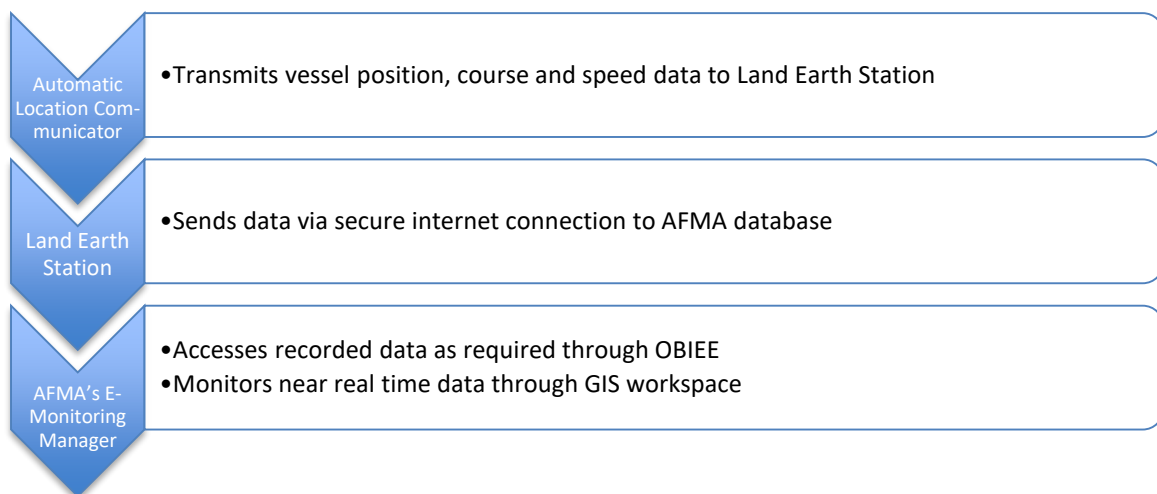 Automatic
Location Com-
municator
•Transmits vessel position, course and speed data to Land Earth Station
Land Earth
Station
•Sends data via secure internet connection to AFMA database
AFMA’s E-
Monitoring
Manager
•Accesses recorded data as required through OBIEE
•Monitors near real time data through GIS workspace